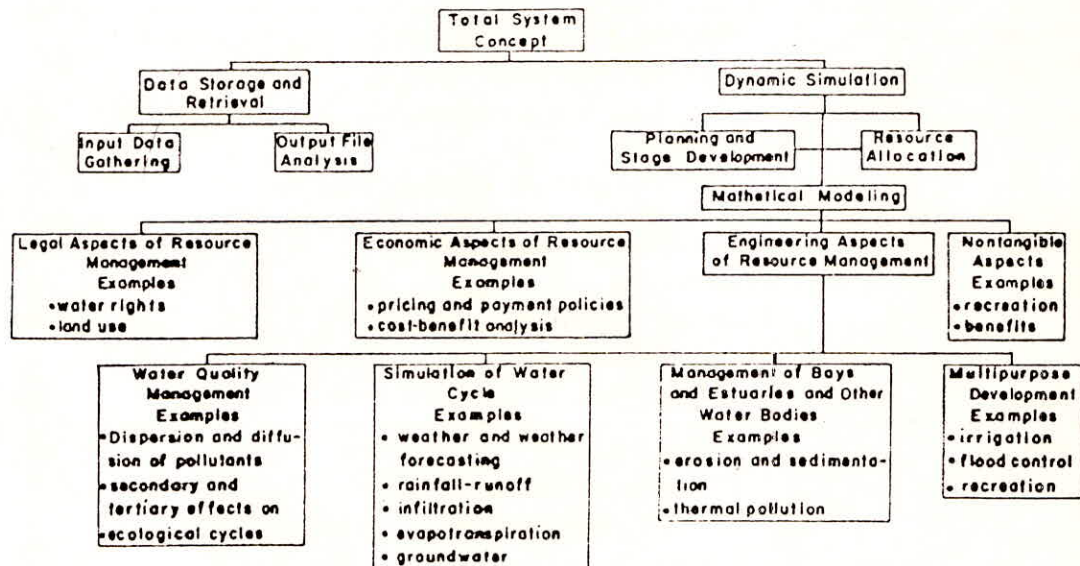 Total System
Concept
Data Storage and
Retrieval
Dynamic Simulation
Input Data
Gathering
Output File
Analysis
Planning and
Stage Development
Resource
Allocation
Mathetical Modeling
Legal Aspects of Resource
Management
Examples
• water rights
• land use
Economic Aspects of Resource
Management
Examples
• pricing and payment policies
• cost-benefit analysis
Engineering Aspects
of Resource Management
Nontangible
Aspects
Examples
• recreation
• benefits
Water Quality
Management
Examples
• Dispersion and diffu-
sion of pollutants
• secondary and
tertiary effects on
• ecological cycles
Simulation of Water
Cycle
Examples
• weather and weather
forecasting
• rainfall-runoff
• infiltration
• evapotranspiration
• groundwater
Management of Bays
and Estuaries and Other
Water Bodies
Examples
• erosion and sedimenta-
tion
• thermal pollution
Multipurpose
Development
Examples
• irrigation
• flood control
• recreation